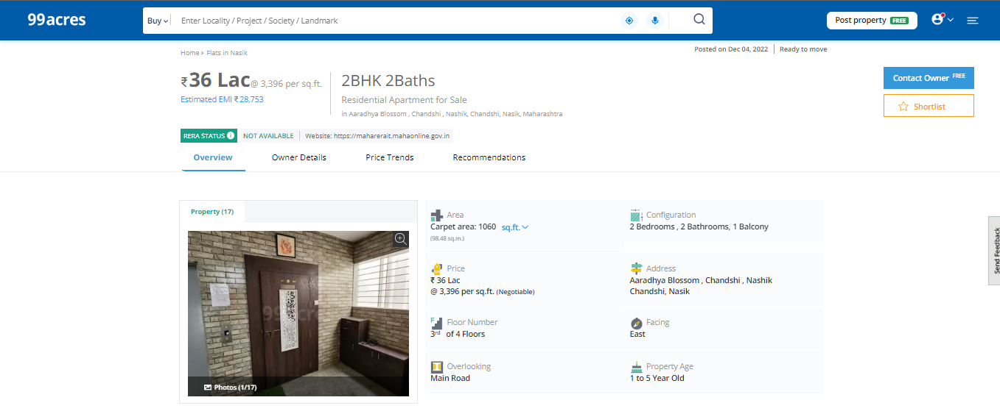 99acres
Buy
Enter Locality / Project / Society / Landmark
Post property FREE
Home › Flats in Nasik
Posted on Dec 04, 2022 Ready to move
₹36 Lac@ 3,396 per sq.ft.
Estimated EMI ₹28,753
2BHK 2Baths
Residential Apartment for Sale
in Aaradhya Blossom , Chandshi , Nashik, Chandshi, Nasik, Maharashtra
Contact Owner FREE
Shortlist
RERA STATUS i NOT AVAILABLE Website: https://maharerait.mahaonline.gov.in
Overview Owner Details Price Trends Recommendations
Property (17)
99acres
Photos (1/17)
Area
Carpet area: 1060 sq.ft.
(98.48 sq.m.)
Configuration
2 Bedrooms , 2 Bathrooms, 1 Balcony
Price
₹ 36 Lac
@ 3,396 per sq.ft. (Negotiable)
Address
Aaradhya Blossom , Chandshi , Nashik
Chandshi, Nasik
Floor Number
3rd of 4 Floors
Facing
East
Overlooking
Main Road
Property Age
1 to 5 Year Old
Send Feedback